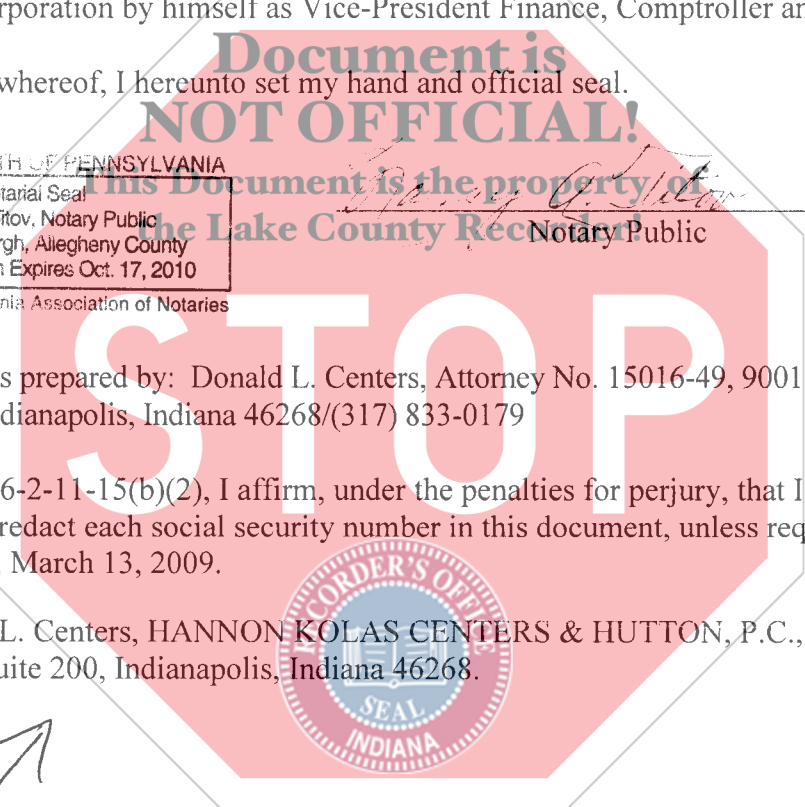 rporation by himself as Vice-President Finance, Comptroller an
Document is
whereof, I hereunto set my hand and official seal.
NOT OFFICIAL!
TH OF PENNSYLVANIA
This Document is the property of
the Lake County Recorder!
tarial Seal
itov, Notary Public
rgh, Allegheny County
n Expires Oct. 17, 2010
nia Association of Notaries
Notary Public
STOP
s prepared by: Donald L. Centers, Attorney No. 15016-49, 9001
dianapolis, Indiana 46268/(317) 833-0179
6-2-11-15(b)(2), I affirm, under the penalties for perjury, that I
redact each social security number in this document, unless req
March 13, 2009.
L. Centers, HANNON KOLAS CENTERS & HUTTON, P.C.,
uite 200, Indianapolis, Indiana 46268.
RECORDER'S OFFICE
SEAL
INDIANA